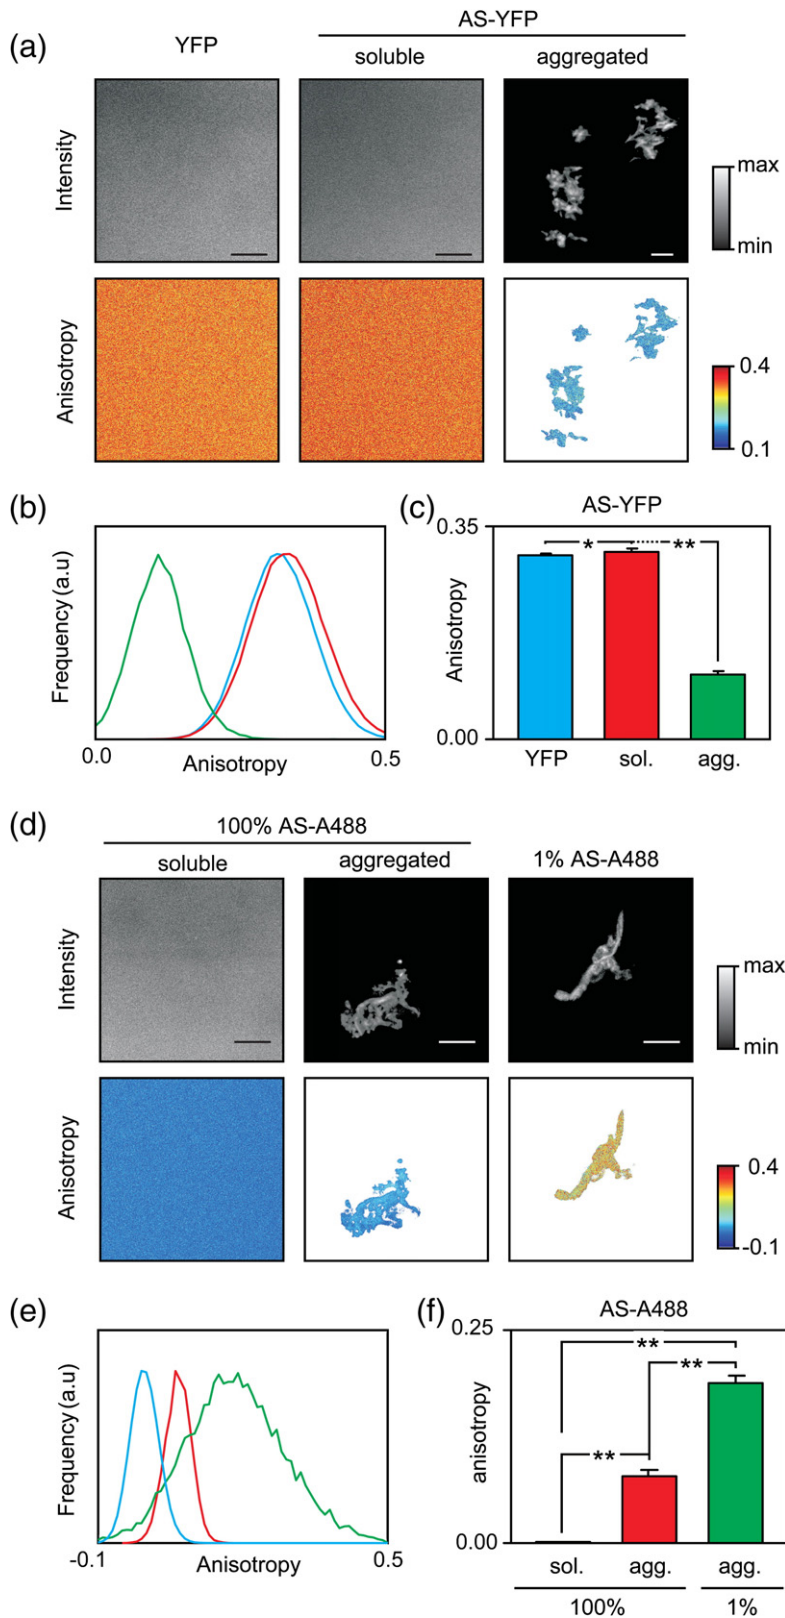 (a)
YFP
AS-YFP
soluble
aggregated
Intensity
max
min
Anisotropy
0.4
0.1
(b)
Frequency (a.u)
0.0
Anisotropy
0.5
(c)
AS-YFP
0.35
Anisotropy
0.00
*
**
YFP
sol.
agg.
(d)
100% AS-A488
soluble
aggregated
1% AS-A488
Intensity
max
min
Anisotropy
0.4
-0.1
(e)
Frequency (a.u)
-0.1
Anisotropy
0.5
(f)
AS-A488
0.25
anisotropy
0.00
**
**
**
sol.
agg.
agg.
100%
1%